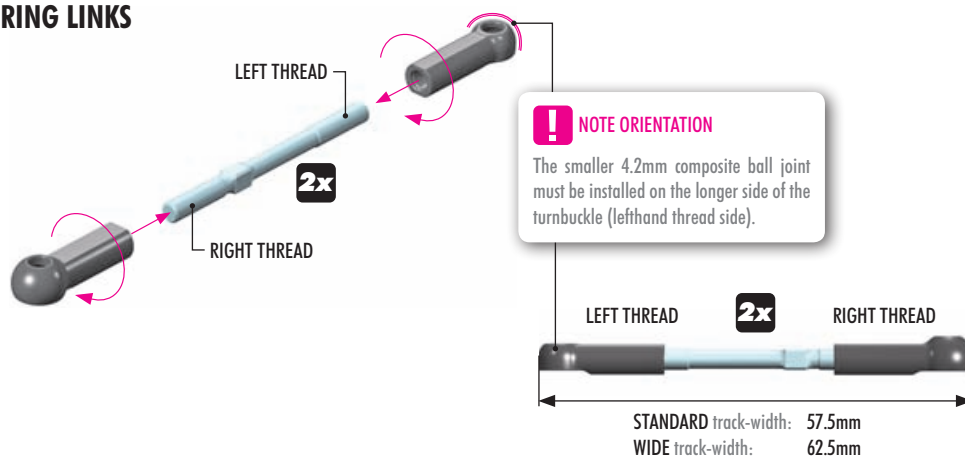 RING LINKS
LEFT THREAD
2x
RIGHT THREAD
! NOTE ORIENTATION
The smaller 4.2mm composite ball joint
must be installed on the longer side of the
turnbuckle (lefthand thread side).
LEFT THREAD
2x
RIGHT THREAD
STANDARD track-width: 57.5mm
WIDE track-width: 62.5mm